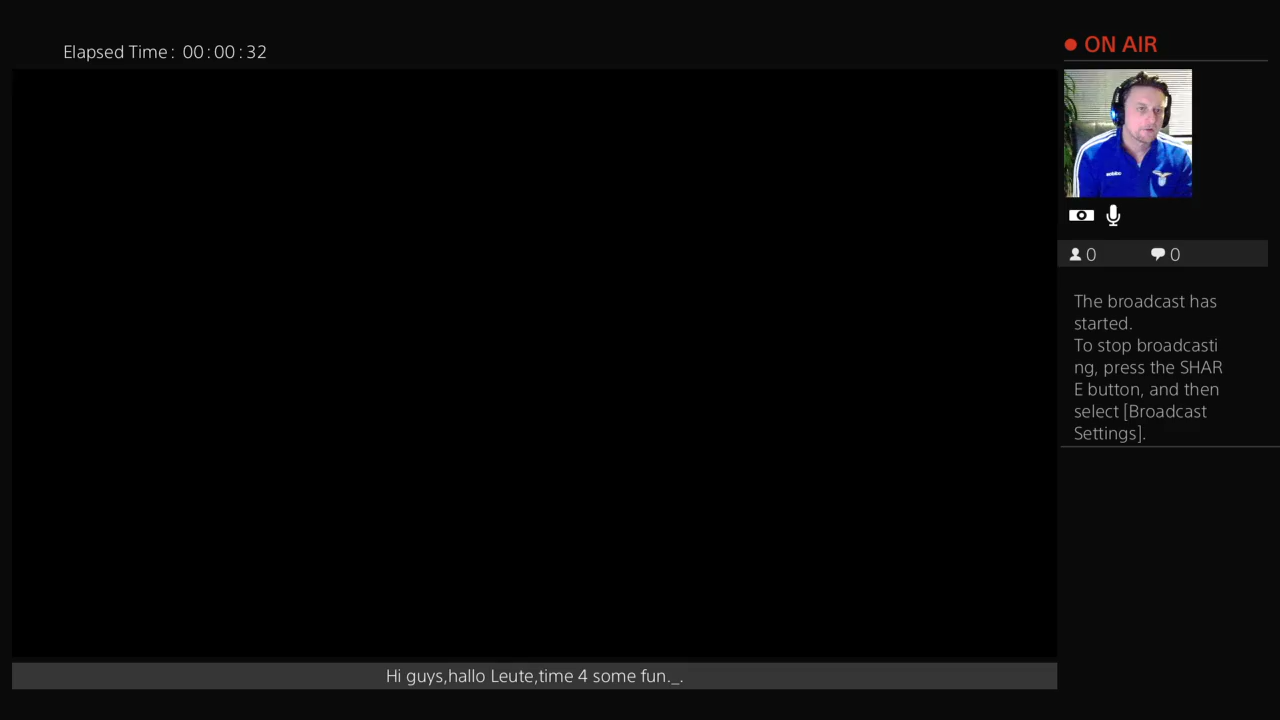 Elapsed Time: 00:00:32
ON AIR
0 0
The broadcast has
started.
To stop broadcasti
ng, press the SHAR
E button, and then
select [Broadcast
Settings].
Hi guys,hallo Leute,time 4 some fun._.